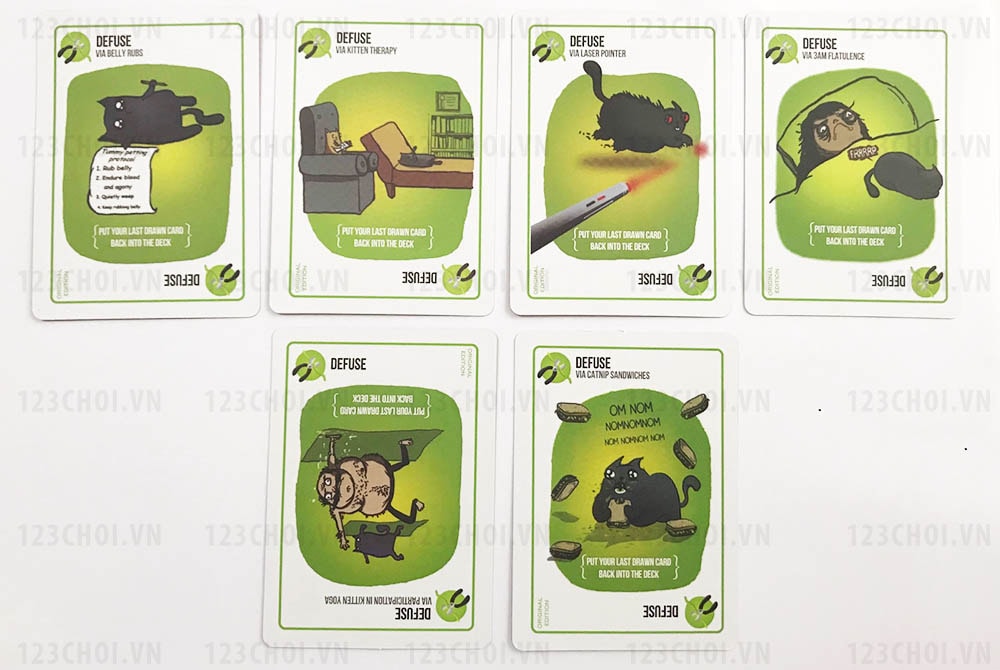 DEFUSE
VIA BELLY RUBS
Tummy petting
protocol
1. Rub belly
2. Endure blood
and agony
3. Quietly weep
4. Keep rubbing belly
PUT YOUR LAST DRAWN CARD
BACK INTO THE DECK
ORIGINAL
EDITION
DEFUSE
DEFUSE
VIA KITTEN THERAPY
PUT YOUR LAST DRAWN CARD
BACK INTO THE DECK
ORIGINAL
EDITION
DEFUSE
DEFUSE
VIA LASER POINTER
PUT YOUR LAST DRAWN CARD
BACK INTO THE DECK
ORIGINAL
EDITION
DEFUSE
DEFUSE
VIA 3AM FLATULENCE
FRRRRP
PUT YOUR LAST DRAWN CARD
BACK INTO THE DECK
ORIGINAL
EDITION
DEFUSE
DEFUSE
ORIGINAL
EDITION
PUT YOUR LAST DRAWN CARD
BACK INTO THE DECK
DEFUSE
VIA PARTICIPATION IN KITTEN YOGA
DEFUSE
VIA CATNIP SANDWICHES
OM NOM
NOMNOMNOM
NOM NOMNOM NOM
PUT YOUR LAST DRAWN CARD
BACK INTO THE DECK
ORIGINAL
EDITION
DEFUSE
123CHOI.VN